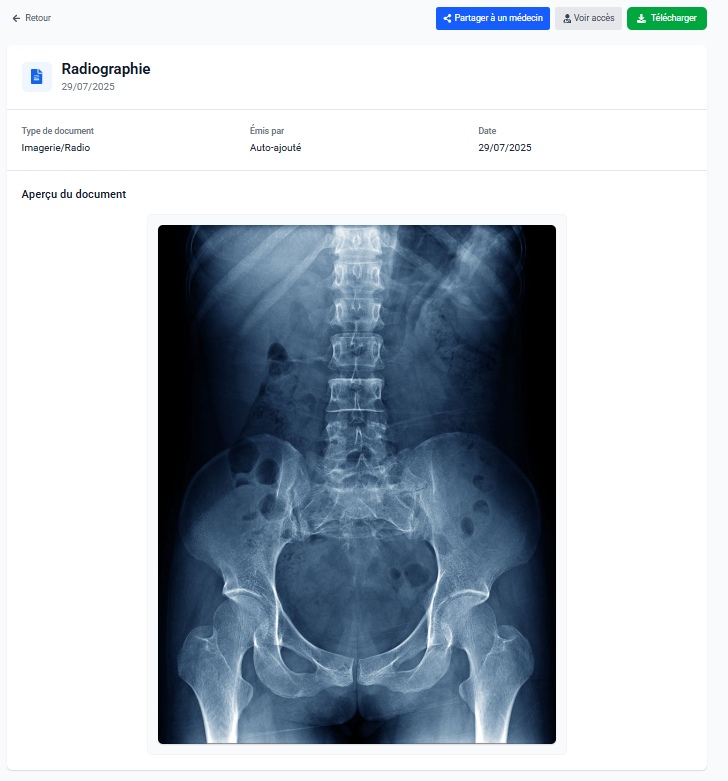 Retour
Partager à un médecin
Voir accès
Télécharger
Radiographie
29/07/2025
Type de document
Émis par
Date
Imagerie/Radio
Auto-ajouté
29/07/2025
Aperçu du document